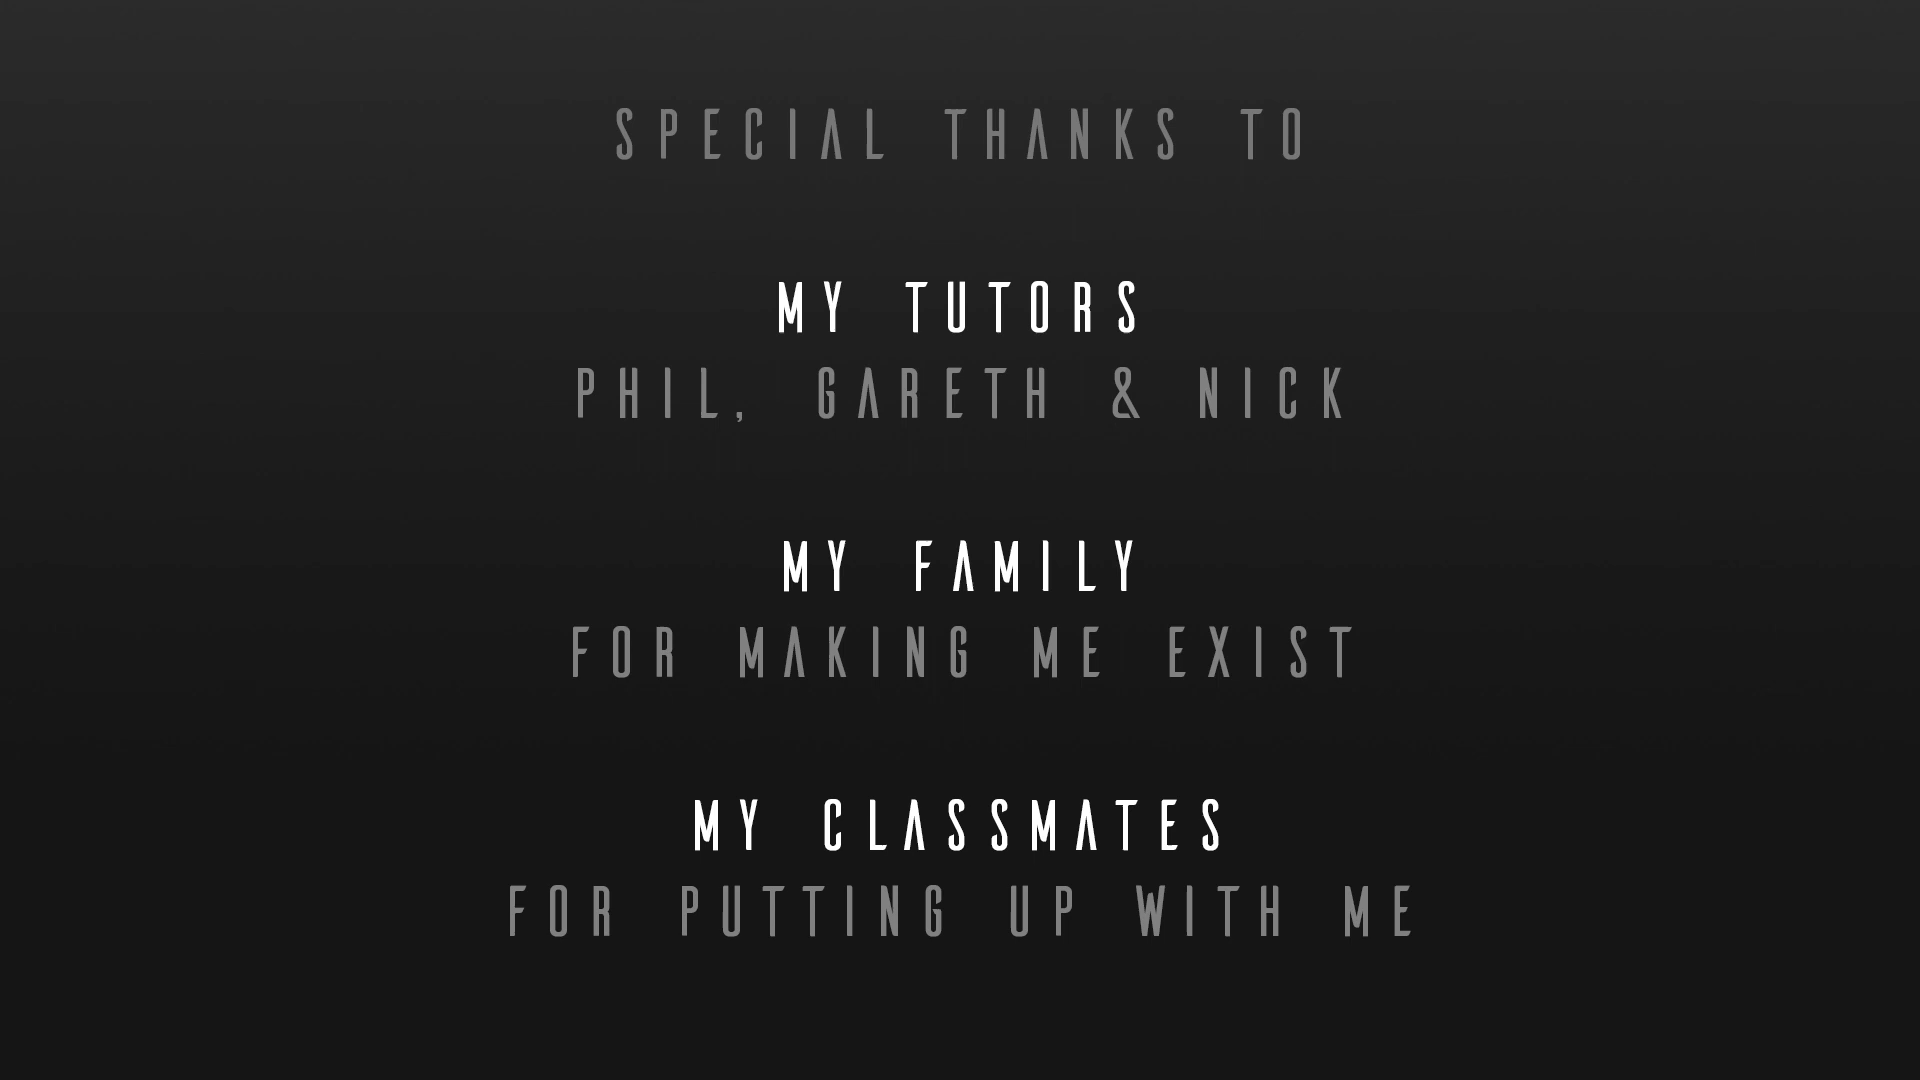 SPECIAL THANKS TO
MY TUTORS
PHIL, GARETH & NICK
MY FAMILY
FOR MAKING ME EXIST
MY CLASSMATES
FOR PUTTING UP WITH ME